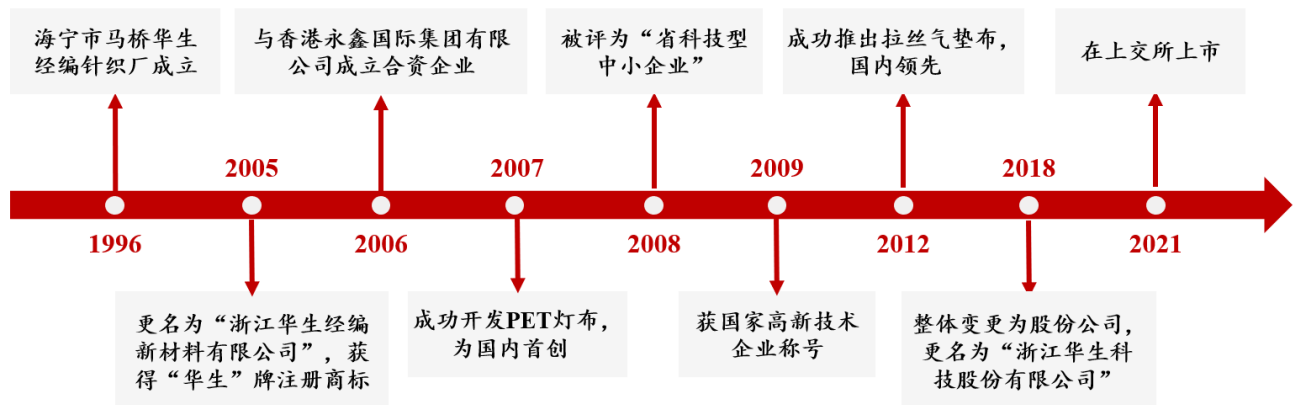 海宁市马桥华生
经编针织厂成立
与香港永鑫国际集团有限
公司成立合资企业
被评为“省科技型
中小企业”
成功推出拉丝气垫布，
国内领先
在上交所上市
2005
2007
2009
2018
1996
2006
2008
2012
2021
更名为“浙江华生经编
新材料有限公司”，获
得“华生”牌注册商标
成功开发PET灯布，
为国内首创
获国家高新技术
企业称号
整体变更为股份公司，
更名为“浙江华生科
技股份有限公司”